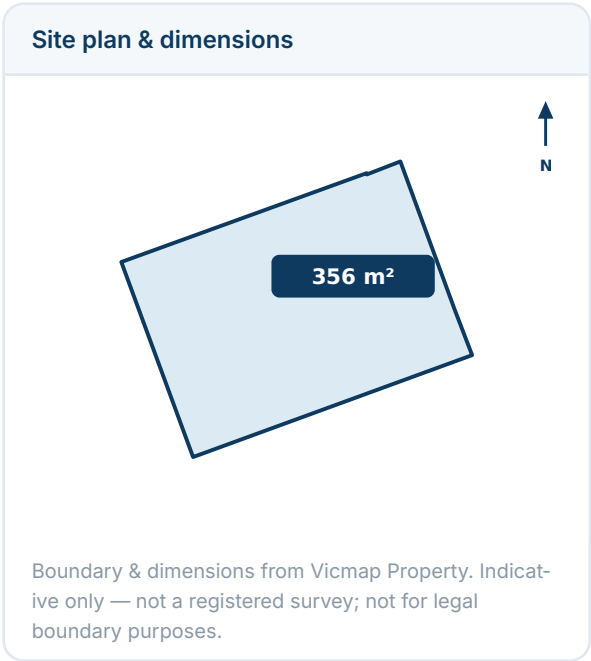 Site plan & dimensions
N
356 m²
Boundary & dimensions from Vicmap Property. Indicat-
ive only — not a registered survey; not for legal
boundary purposes.